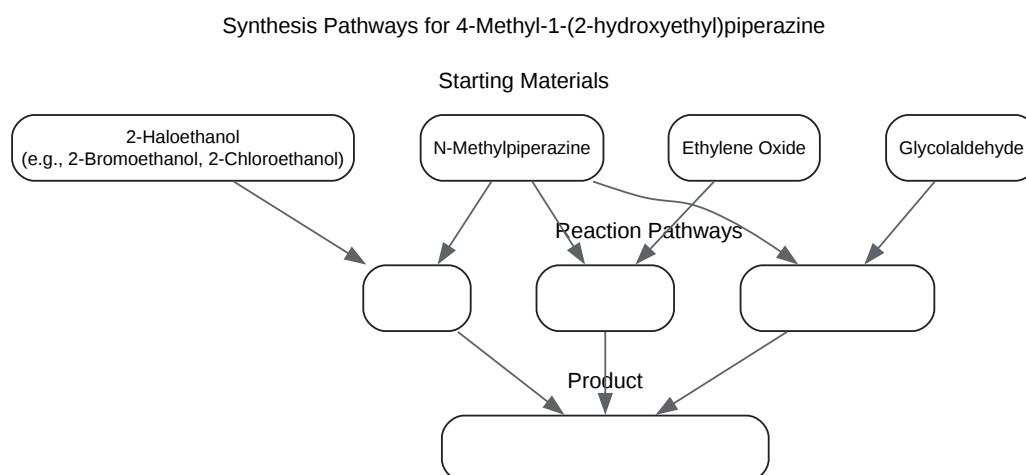 Synthesis Pathways for 4-Methyl-1-(2-hydroxyethyl)piperazine
Starting Materials
2-Haloethanol
(e.g., 2-Bromoethanol, 2-Chloroethanol)
N-Methylpiperazine
Ethylene Oxide
Glycolaldehyde
Reaction Pathways
Product